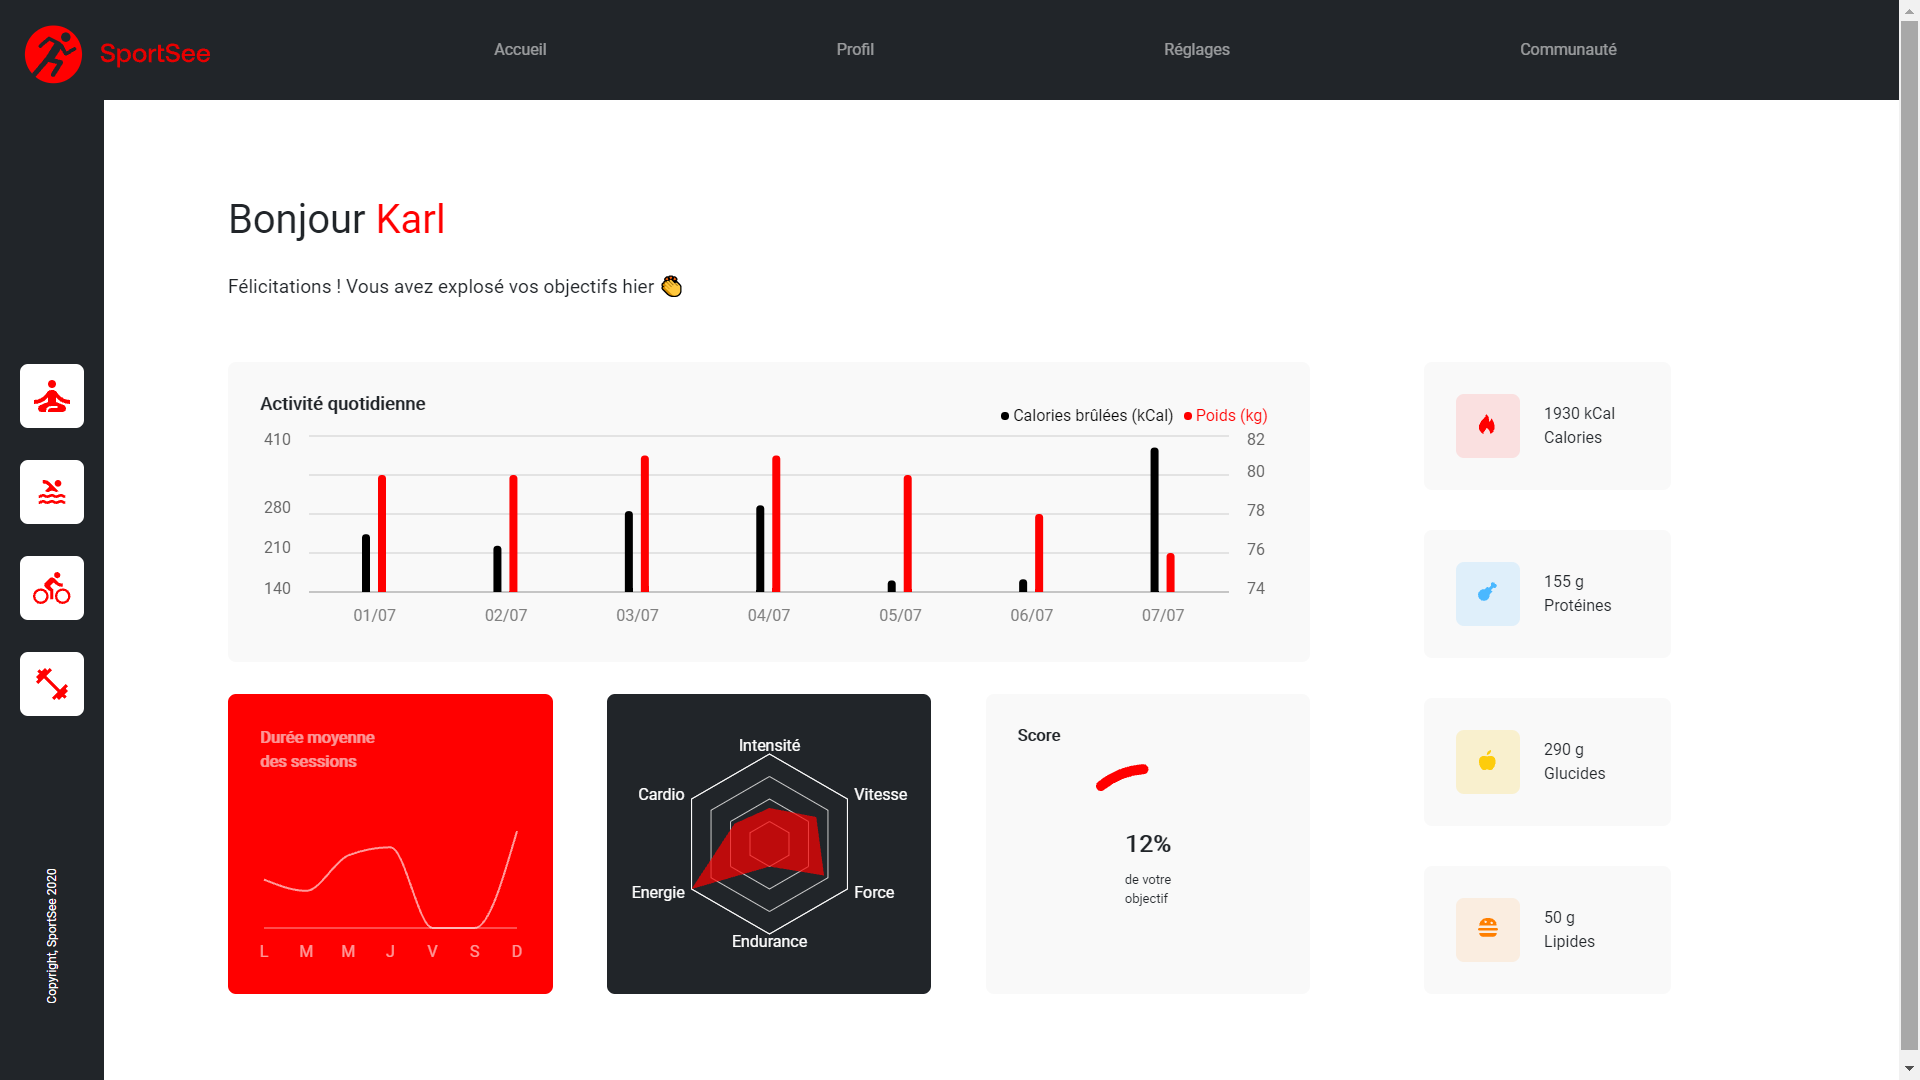 SportSee
Accueil
Profil
Réglages
Communauté
Bonjour Karl
Félicitations ! Vous avez explosé vos objectifs hier 👏
Activité quotidienne
Calories brûlées (kCal)
Poids (kg)
410
280
210
140
82
80
78
76
74
01/07
02/07
03/07
04/07
05/07
06/07
07/07
1930 kCal
Calories
155 g
Protéines
290 g
Glucides
50 g
Lipides
Durée moyenne
des sessions
L
M
M
J
V
S
D
Intensité
Vitesse
Force
Endurance
Energie
Cardio
Score
12%
de votre
objectif
Copyright, SportSee 2020